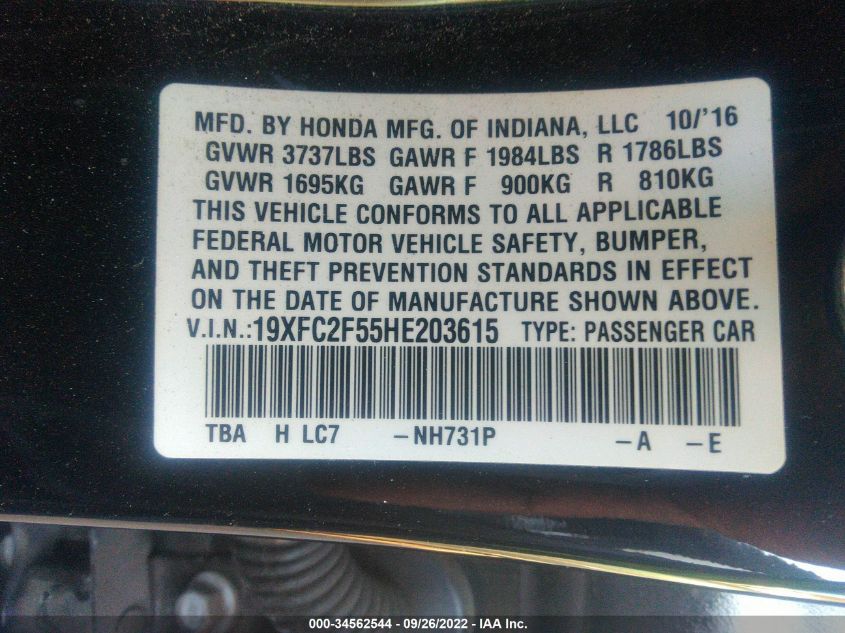 MFD. BY HONDA MFG. OF INDIANA, LLC 10/'16
GVWR 3737LBS GAWR F 1984LBS R 1786LBS
GVWR 1695KG GAWR F 900KG R 810KG
THIS VEHICLE CONFORMS TO ALL APPLICABLE
FEDERAL MOTOR VEHICLE SAFETY, BUMPER,
AND THEFT PREVENTION STANDARDS IN EFFECT
ON THE DATE OF MANUFACTURE SHOWN ABOVE.
V.I.N.:19XFC2F55HE203615 TYPE: PASSENGER CAR
TBA H LC7 -NH731P -A -E
000-34562544 - 09/26/2022 - IAA Inc.